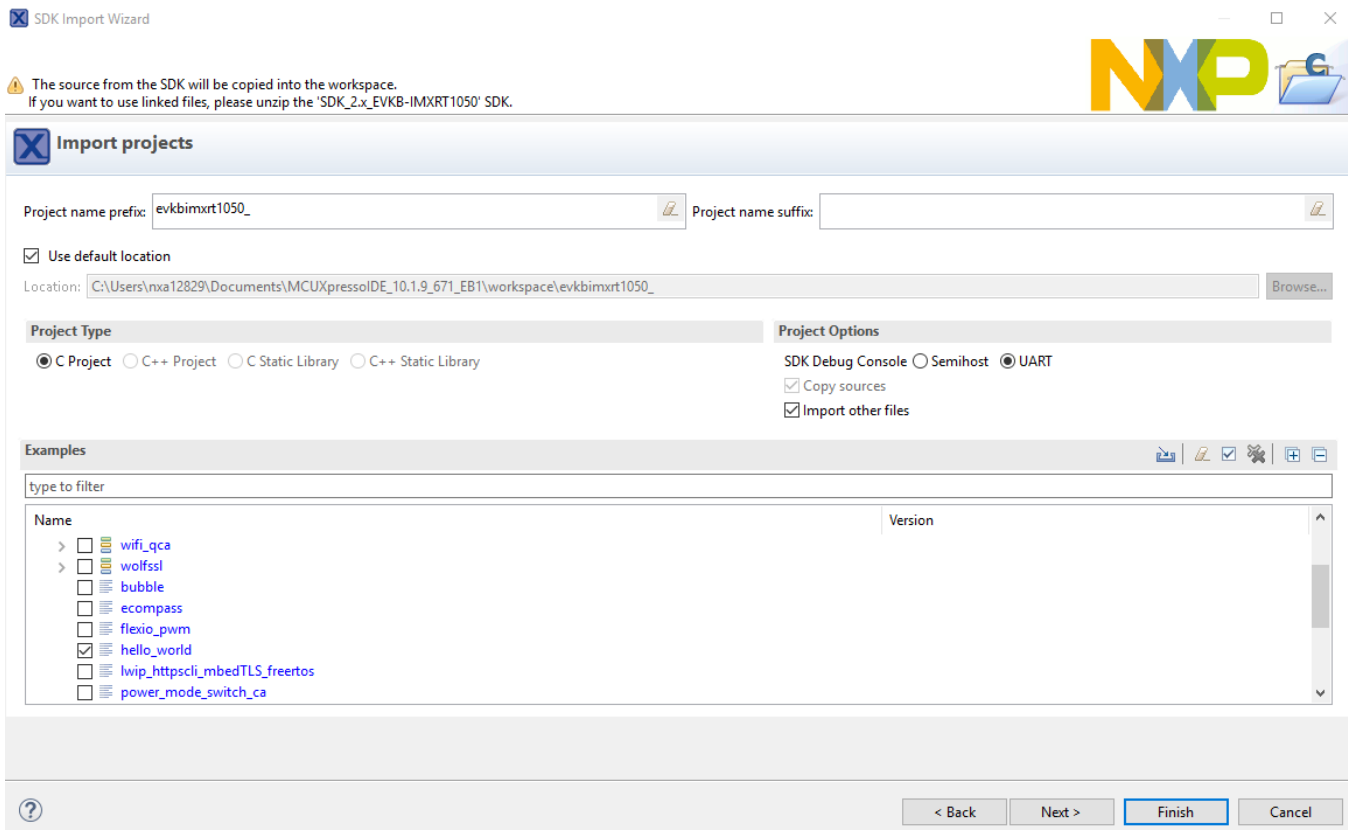 SDK Import Wizard
NXP
The source from the SDK will be copied into the workspace.
If you want to use linked files, please unzip the 'SDK_2.x_EVKB-IMXRT1050' SDK.
Import projects
Project name prefix: evkbimxrt1050_ Project name suffix:
Use default location
Location: C:\Users\nxa12829\Documents\MCUXpressoIDE_10.1.9_671_EB1\workspace\evkbimxrt1050_ Browse...
Project Type Project Options
C Project C++ Project C Static Library C++ Static Library SDK Debug Console Semihost UART
Copy sources
Import other files
Examples
type to filter
Name Version
wifi_qca
wolfssl
bubble
ecompass
flexio_pwm
hello_world
lwip_httpscli_mbedTLS_freertos
power_mode_switch_ca
< Back Next > Finish Cancel